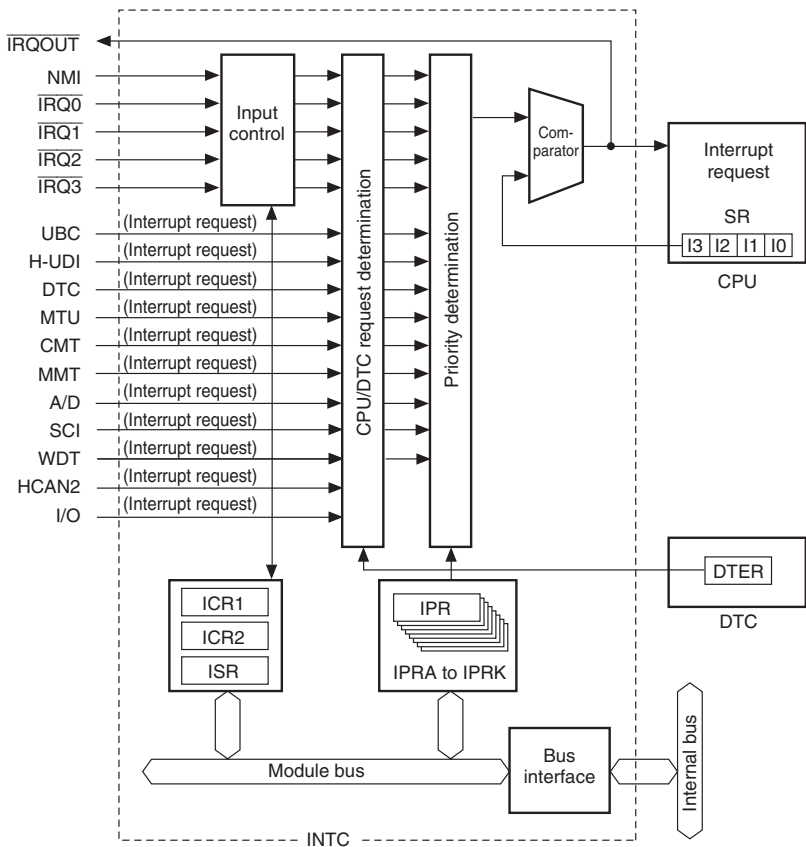 IRQOUT
NMI
IRQ0
IRQ1
IRQ2
IRQ3
UBC
H-UDI
DTC
MTU
CMT
MMT
A/D
SCI
WDT
HCAN2
I/O
(Interrupt request)
(Interrupt request)
(Interrupt request)
(Interrupt request)
(Interrupt request)
(Interrupt request)
(Interrupt request)
(Interrupt request)
(Interrupt request)
(Interrupt request)
(Interrupt request)
Input
control
CPU/DTC request determination
Priority determination
Com-
parator
Interrupt
request
SR
I3 I2 I1 I0
CPU
DTER
DTC
ICR1
ICR2
ISR
IPR
IPRA to IPRK
Module bus
Bus
interface
Internal bus
INTC